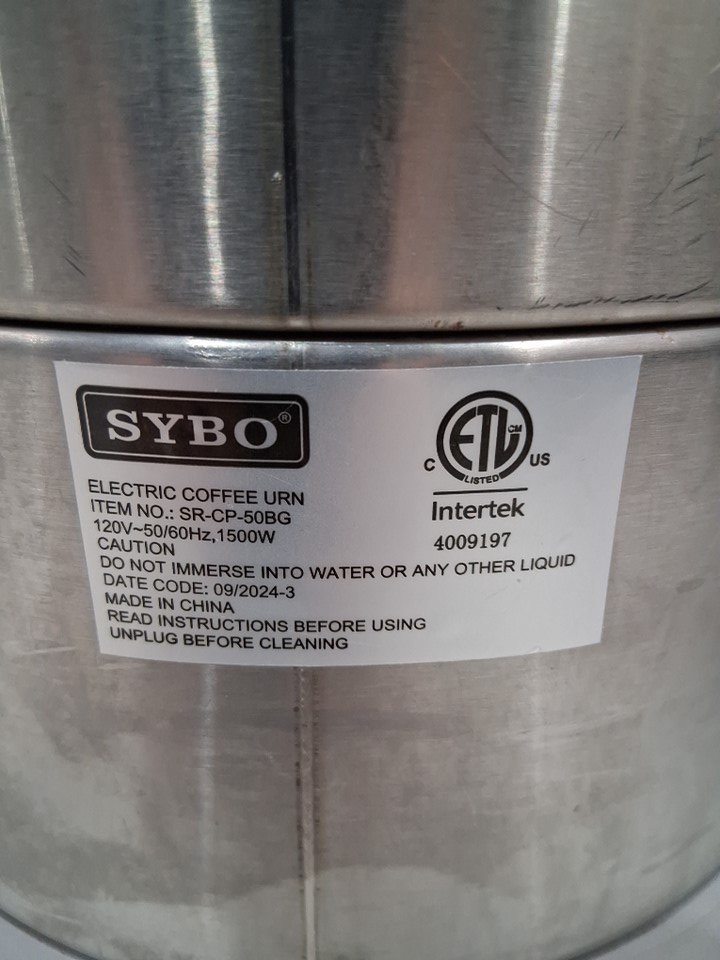 SYBO®
ELECTRIC COFFEE URN
ITEM NO.: SR-CP-50BG
120V~50/60Hz,1500W
CAUTION
DO NOT IMMERSE INTO WATER OR ANY OTHER LIQUID
DATE CODE: 09/2024-3
MADE IN CHINA
READ INSTRUCTIONS BEFORE USING
UNPLUG BEFORE CLEANING
ETL CM
C US
LISTED
Intertek
4009197